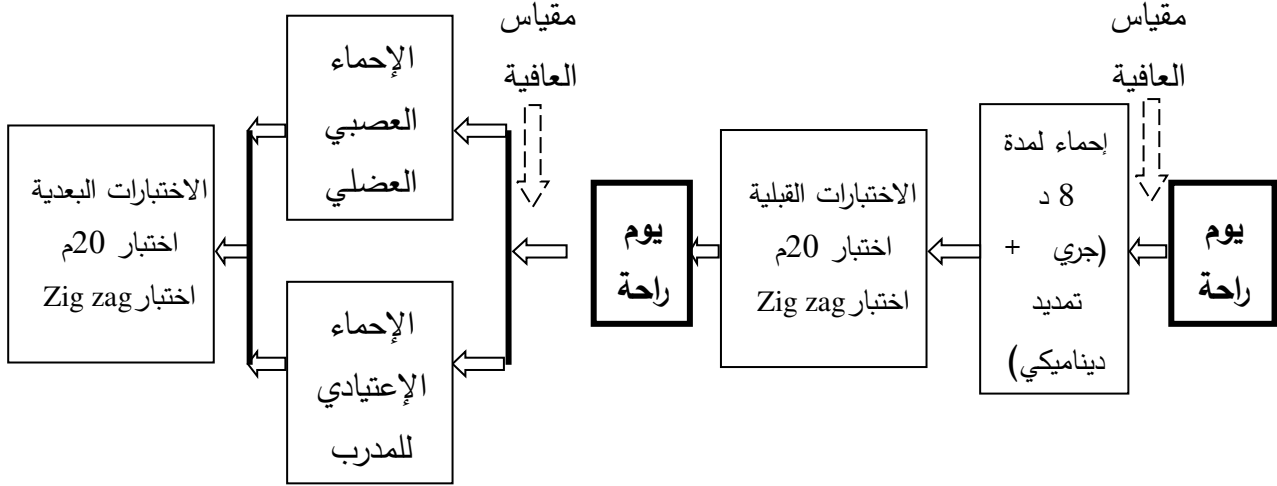 مقياس
العافية
يوم
راحة
إحماء لمدة
8 د
(جري +
تمديد
ديناميكي)
الاختبارات القبلية
اختبار 20م
اختبار Zig zag
يوم
راحة
مقياس
العافية
الإحماء
العصبي
العضلي
الإحماء
الإعتيادي
للمدرب
الاختبارات البعدية
اختبار 20م
اختبار Zig zag